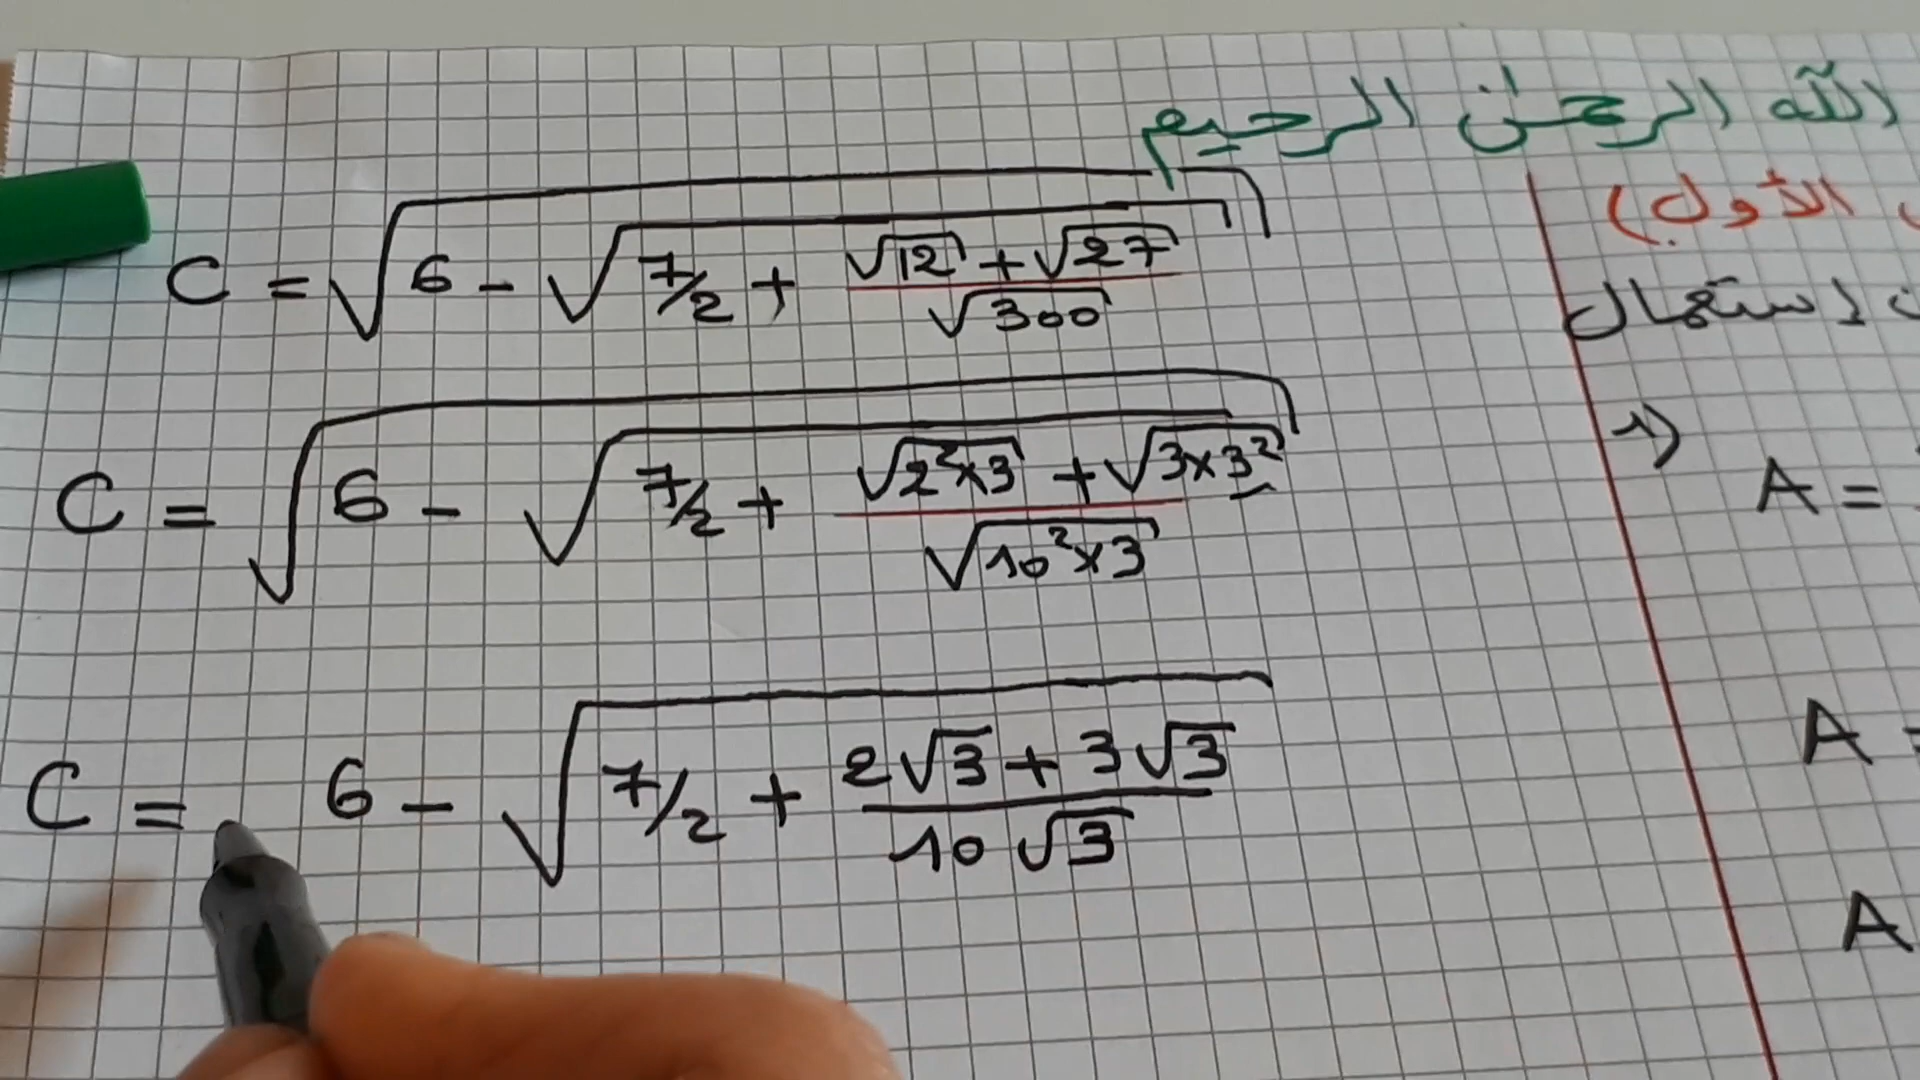 الله الرحمن الرحيم
الأول)
استعمال
C = √(6 - √(7/2 + (√12 + √27)/√300))
1)
C = √(6 - √(7/2 + (√(2²×3) + √(3×3²))/√(10²×3)))
A =
C = 6 - √(7/2 + (2√3 + 3√3)/(10√3))
A =
A